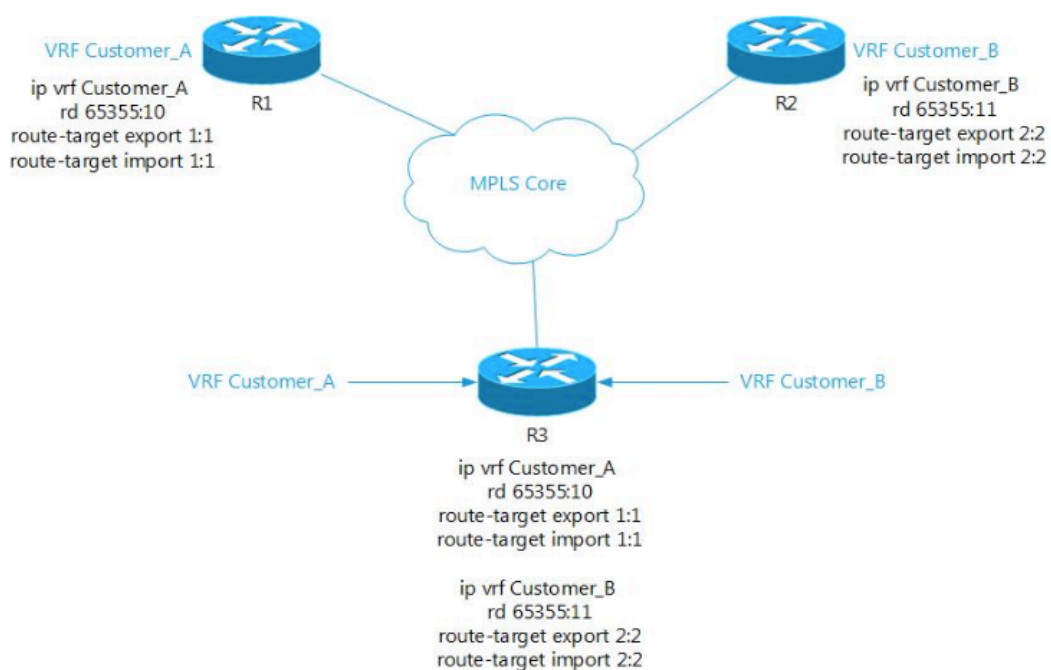 VRF Customer_A
ip vrf Customer_A
rd 65355:10
route-target export 1:1
route-target import 1:1
R1
R2
VRF Customer_B
ip vrf Customer_B
rd 65355:11
route-target export 2:2
route-target import 2:2
MPLS Core
VRF Customer_A
VRF Customer_B
R3
ip vrf Customer_A
rd 65355:10
route-target export 1:1
route-target import 1:1
ip vrf Customer_B
rd 65355:11
route-target export 2:2
route-target import 2:2